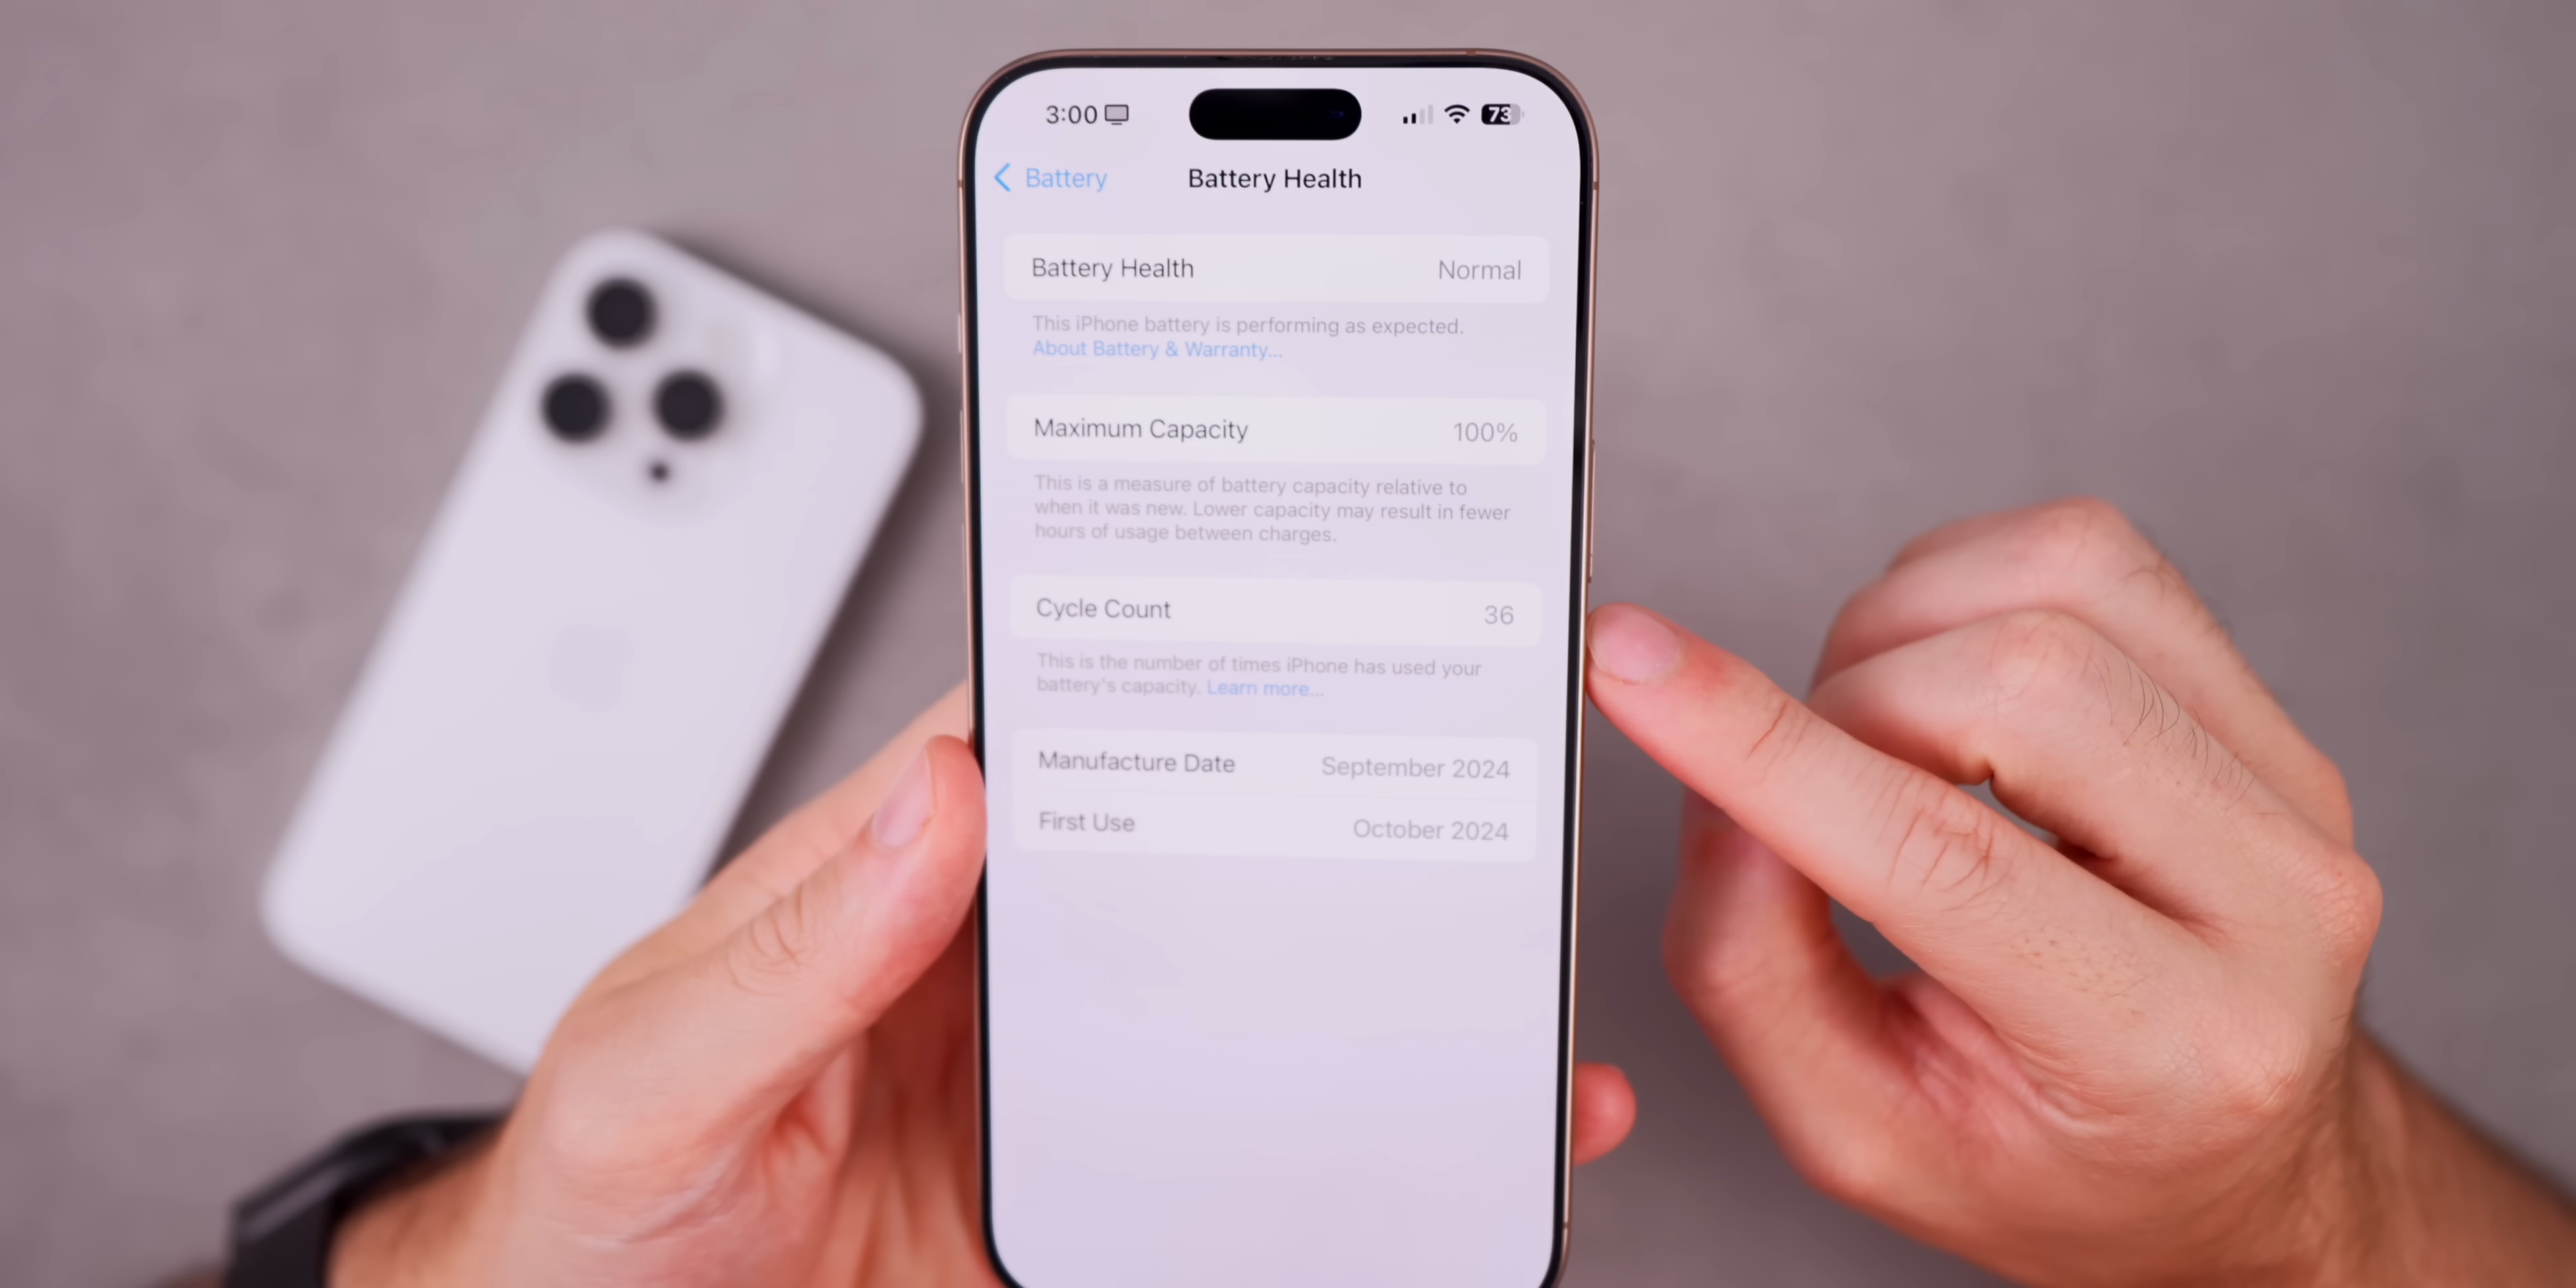 3:00 73
Battery Battery Health
Battery Health Normal
This iPhone battery is performing as expected.
About Battery & Warranty...
Maximum Capacity 100%
This is a measure of battery capacity relative to
when it was new. Lower capacity may result in fewer
hours of usage between charges.
Cycle Count 36
This is the number of times iPhone has used your
battery's capacity. Learn more...
Manufacture Date September 2024
First Use October 2024